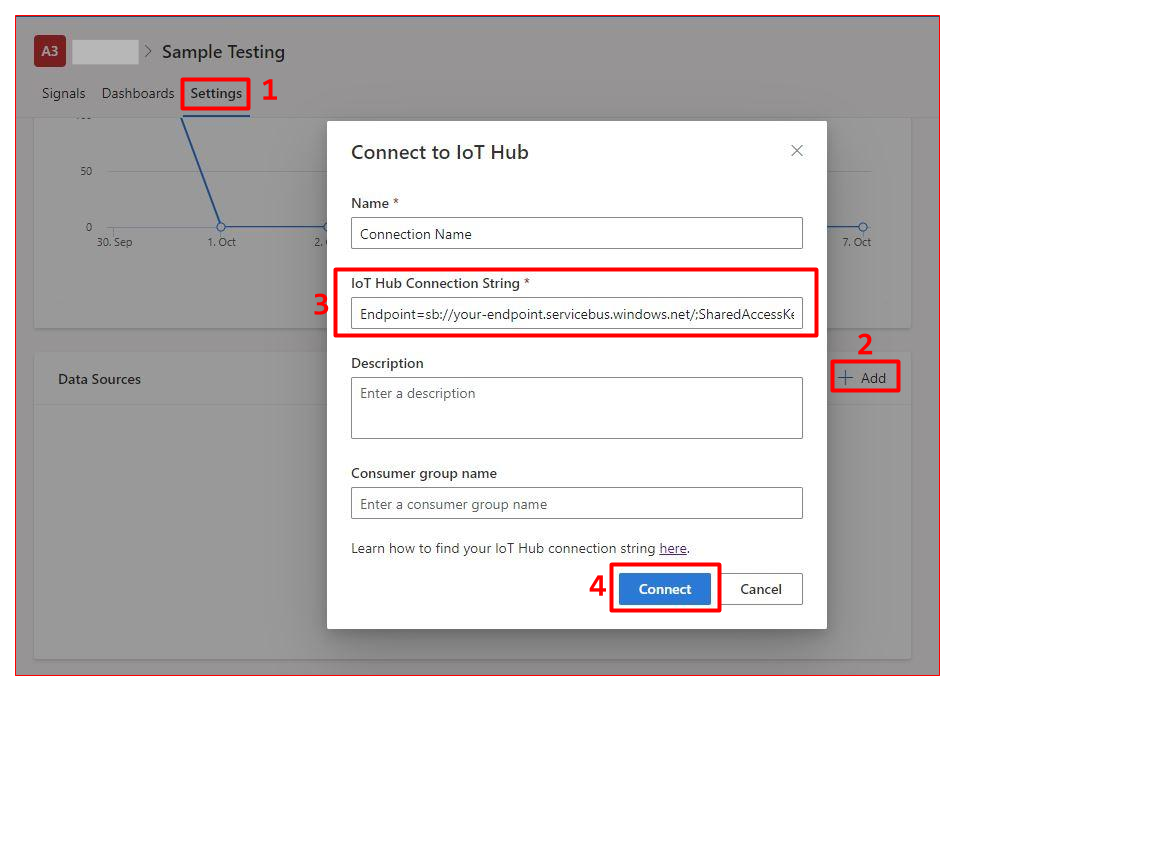 A3
Sample Testing
Signals Dashboards Settings 1
50
0
30. Sep 1. Oct 2. 7. Oct
Connect to IoT Hub
Name *
Connection Name
IoT Hub Connection String *
3
Endpoint=sb://your-endpoint.servicebus.windows.net/;SharedAccessKe
2
Data Sources
Add
Description
Enter a description
Consumer group name
Enter a consumer group name
Learn how to find your IoT Hub connection string here.
4
Connect Cancel